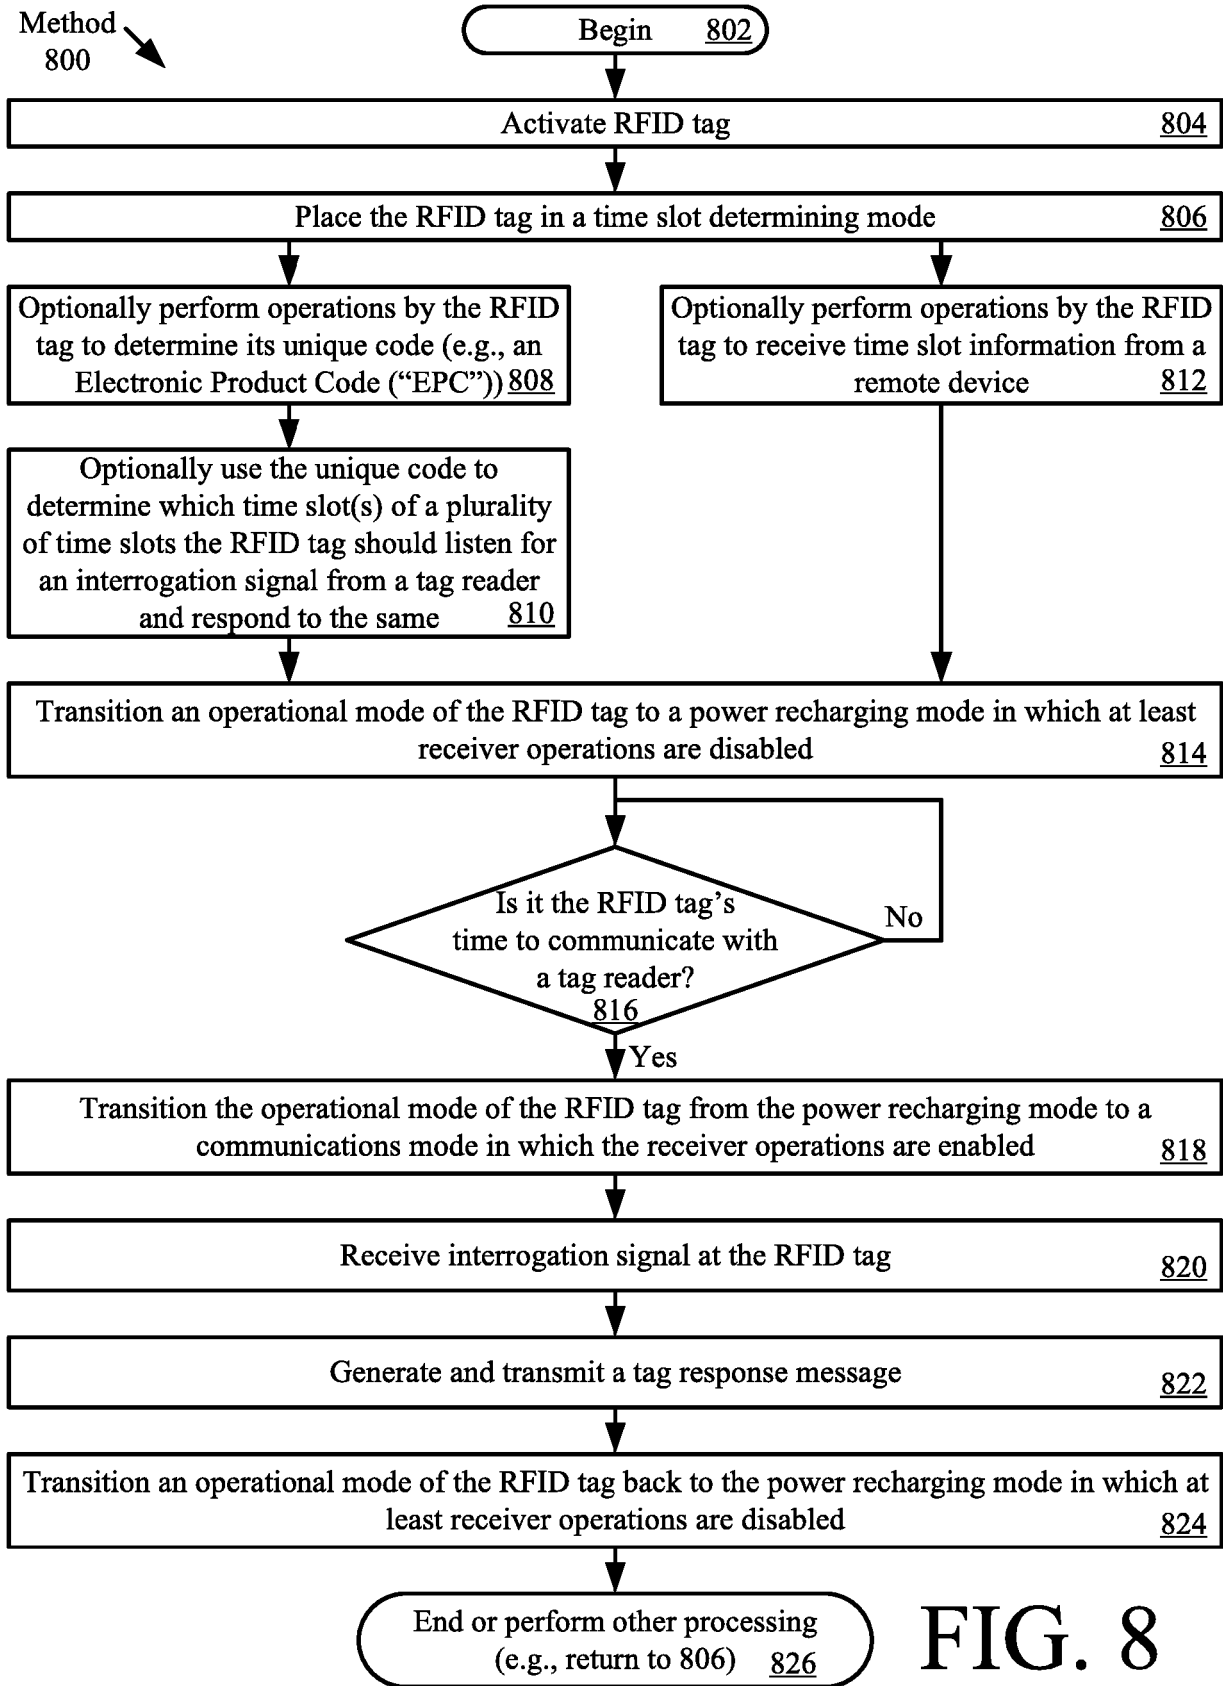 Method
800
Begin 802
Activate RFID tag 804
Place the RFID tag in a time slot determining mode 806
Optionally perform operations by the RFID
tag to determine its unique code (e.g., an
Electronic Product Code (“EPC”)) 808
Optionally perform operations by the RFID
tag to receive time slot information from a
remote device 812
Optionally use the unique code to
determine which time slot(s) of a plurality
of time slots the RFID tag should listen for
an interrogation signal from a tag reader
and respond to the same 810
Transition an operational mode of the RFID tag to a power recharging mode in which at least
receiver operations are disabled 814
Is it the RFID tag’s
time to communicate with
a tag reader?
816
No
Yes
Transition the operational mode of the RFID tag from the power recharging mode to a
communications mode in which the receiver operations are enabled 818
Receive interrogation signal at the RFID tag 820
Generate and transmit a tag response message 822
Transition an operational mode of the RFID tag back to the power recharging mode in which at
least receiver operations are disabled 824
End or perform other processing
(e.g., return to 806) 826
FIG. 8